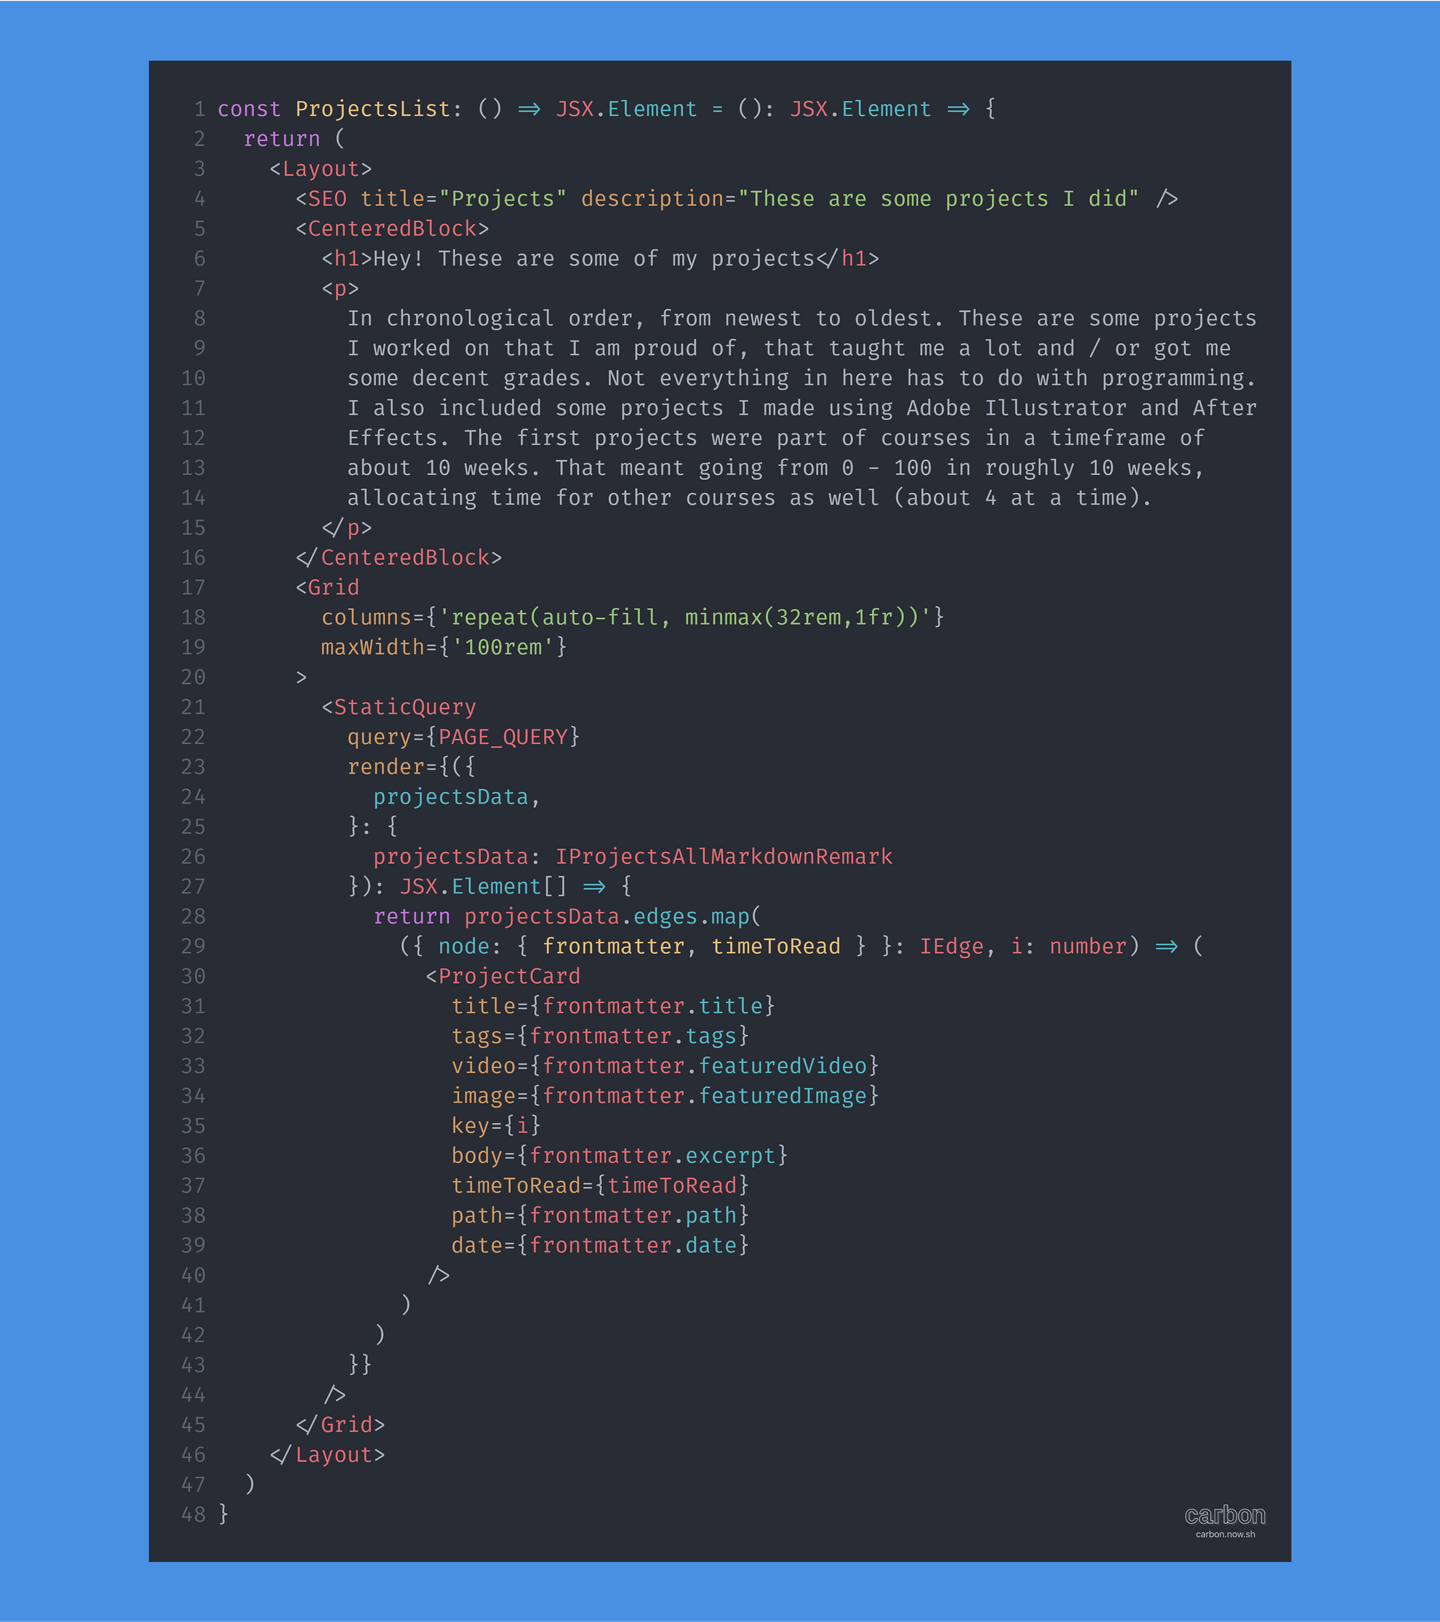 1 const ProjectsList: () => JSX.Element = (): JSX.Element => {
2   return (
3     <Layout>
4       <SEO title="Projects" description="These are some projects I did" />
5       <CenteredBlock>
6         <h1>Hey! These are some of my projects</h1>
7         <p>
8           In chronological order, from newest to oldest. These are some projects
9           I worked on that I am proud of, that taught me a lot and / or got me
10           some decent grades. Not everything in here has to do with programming.
11           I also included some projects I made using Adobe Illustrator and After
12           Effects. The first projects were part of courses in a timeframe of
13           about 10 weeks. That meant going from 0 - 100 in roughly 10 weeks,
14           allocating time for other courses as well (about 4 at a time).
15         </p>
16       </CenteredBlock>
17       <Grid
18         columns={'repeat(auto-fill, minmax(32rem,1fr))'}
19         maxWidth={'100rem'}
20       >
21         <StaticQuery
22           query={PAGE_QUERY}
23           render={({
24             projectsData,
25           }: {
26             projectsData: IProjectsAllMarkdownRemark
27           }): JSX.Element[] => {
28             return projectsData.edges.map(
29               ({ node: { frontmatter, timeToRead } }: IEdge, i: number) => (
30                 <ProjectCard
31                   title={frontmatter.title}
32                   tags={frontmatter.tags}
33                   video={frontmatter.featuredVideo}
34                   image={frontmatter.featuredImage}
35                   key={i}
36                   body={frontmatter.excerpt}
37                   timeToRead={timeToRead}
38                   path={frontmatter.path}
39                   date={frontmatter.date}
40                 />
41               )
42             )
43           }}
44         />
45       </Grid>
46     </Layout>
47   )
48 }
carbon
carbon.now.sh